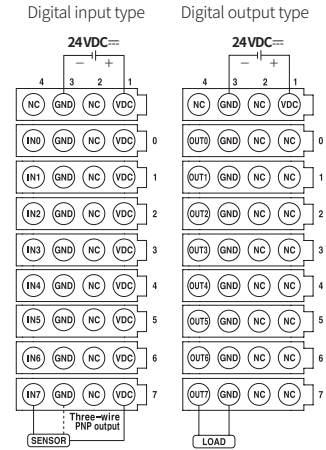 Digital input type Digital output type
24VDC⎓ 24VDC⎓
− + − +
4 3 2 1 4 3 2 1
NC GND NC VDC NC GND NC VDC
IN0 GND NC VDC 0 OUT0 GND NC NC 0
IN1 GND NC VDC 1 OUT1 GND NC NC 1
IN2 GND NC VDC 2 OUT2 GND NC NC 2
IN3 GND NC VDC 3 OUT3 GND NC NC 3
IN4 GND NC VDC 4 OUT4 GND NC NC 4
IN5 GND NC VDC 5 OUT5 GND NC NC 5
IN6 GND NC VDC 6 OUT6 GND NC NC 6
IN7 GND NC VDC 7 OUT7 GND NC NC 7
Three-wire
PNP output
SENSOR LOAD